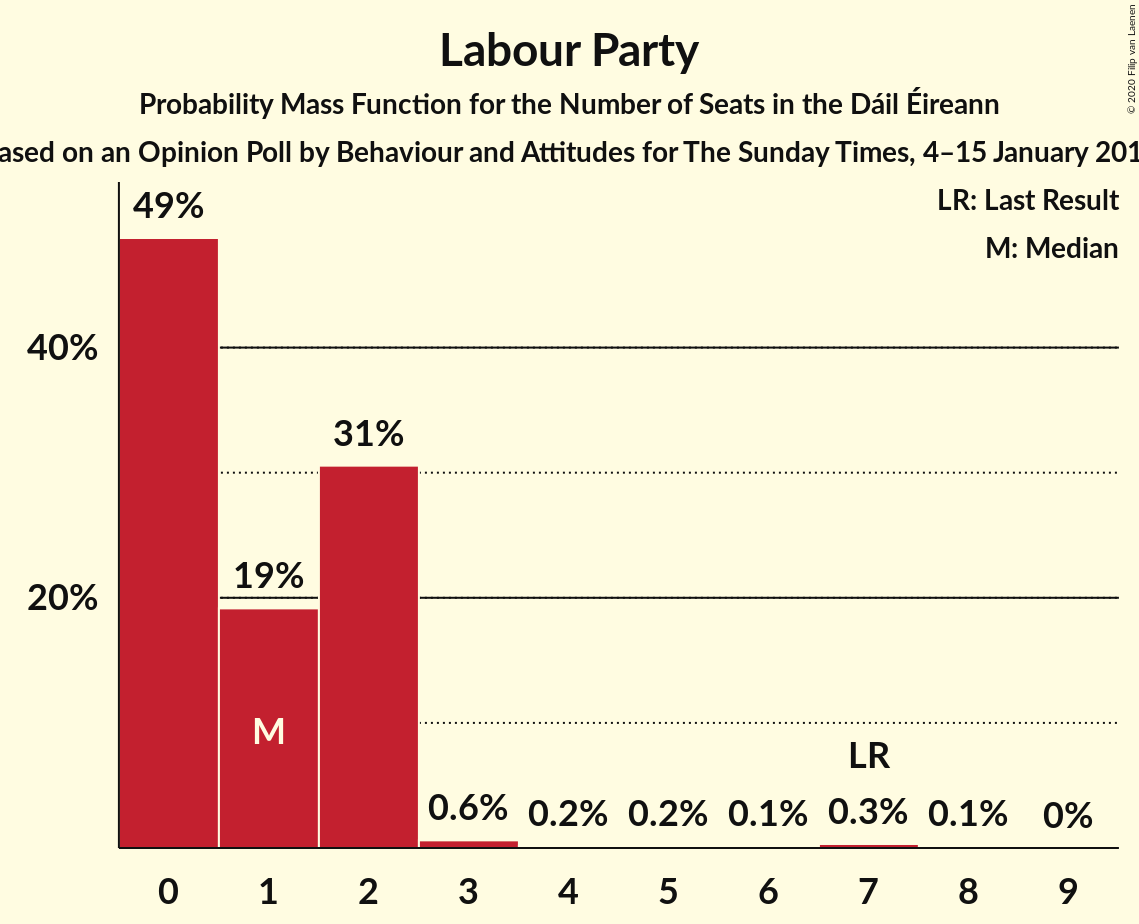 Labour Party
Probability Mass Function for the Number of Seats in the Dáil Éireann
ased on an Opinion Poll by Behaviour and Attitudes for The Sunday Times, 4–15 January 201
LR: Last Result
M: Median
49%
40%
31%
20%
19%
M
LR
0.6%
0.2%
0.2%
0.1%
0.3%
0.1%
0%
0
1
2
3
4
5
6
7
8
9
© 2020 Filip van Laenen